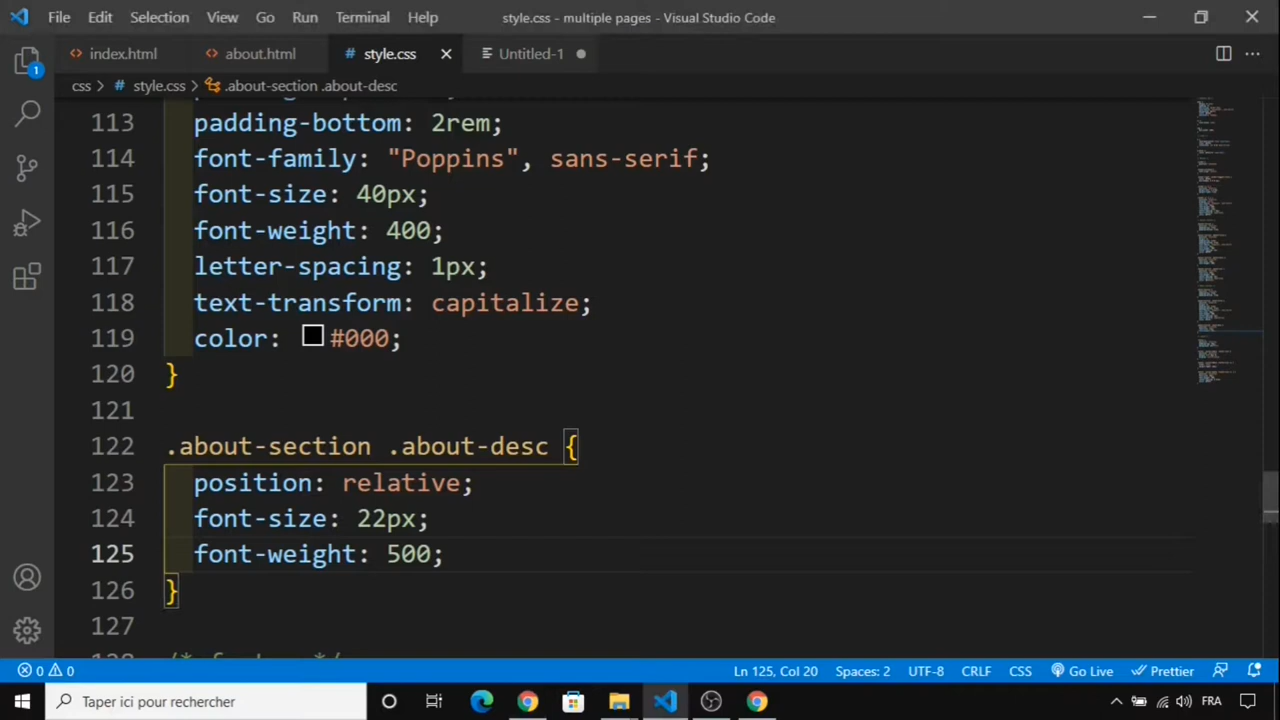 File Edit Selection View Go Run Terminal Help style.css - multiple pages - Visual Studio Code
index.html about.html # style.css Untitled-1
css > # style.css > .about-section .about-desc
1
113 padding-bottom: 2rem;
114 font-family: "Poppins", sans-serif;
115 font-size: 40px;
116 font-weight: 400;
117 letter-spacing: 1px;
118 text-transform: capitalize;
119 color: #000;
120 }
121
122 .about-section .about-desc {
123 position: relative;
124 font-size: 22px;
125 font-weight: 500;
126 }
127
0 0 Ln 125, Col 20 Spaces: 2 UTF-8 CRLF CSS Go Live Prettier
Taper ici pour rechercher FRA